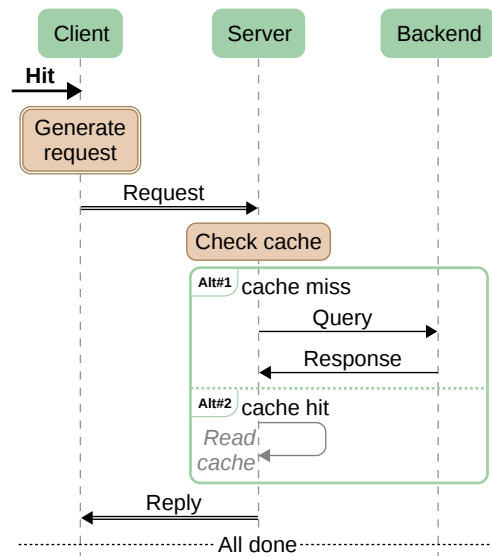 Client
Server
Backend
Hit
Generate
request
Request
Check cache
Alt#1 cache miss
Query
Response
Alt#2 cache hit
Read
cache
Reply
All done